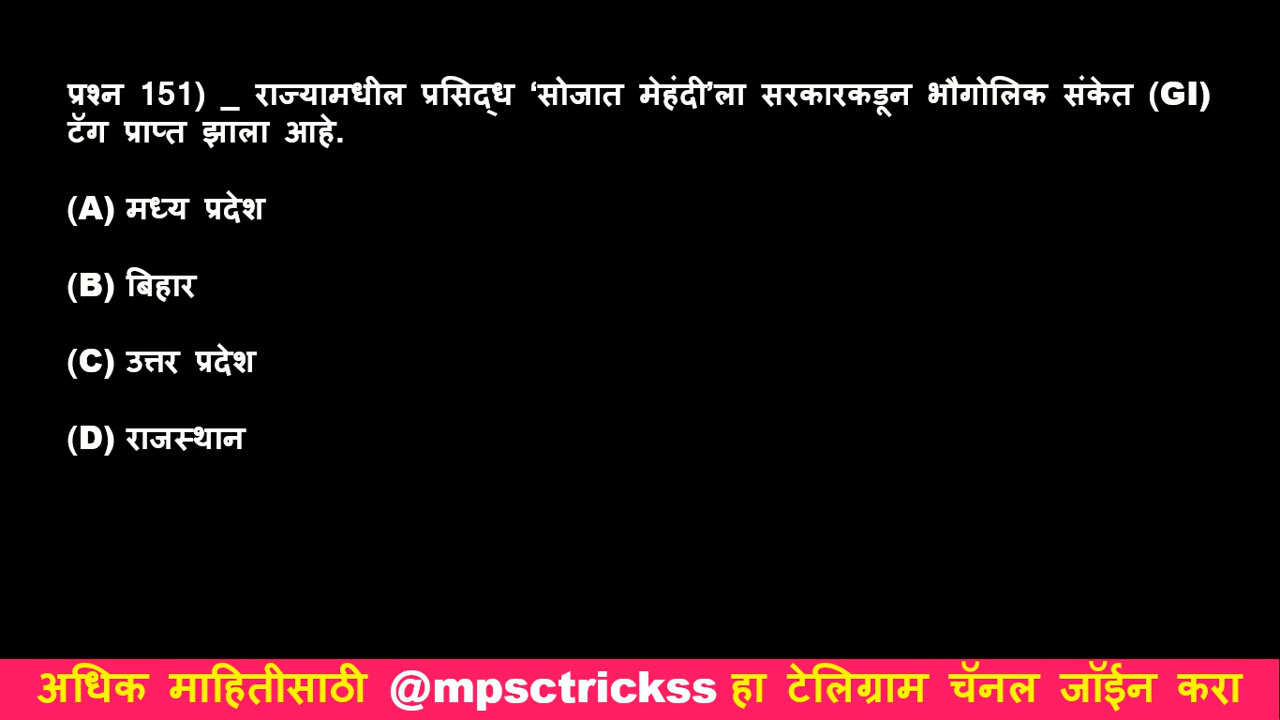 प्रश्न 151) _ राज्यामधील प्रसिद्ध ‘सोजात मेहंदी’ला सरकारकडून भौगोलिक संकेत (GI)
टॅग प्राप्त झाला आहे.
(A) मध्य प्रदेश
(B) बिहार
(C) उत्तर प्रदेश
(D) राजस्थान
अधिक माहितीसाठी @mpsctrickss हा टेलिग्राम चॅनल जॉईन करा